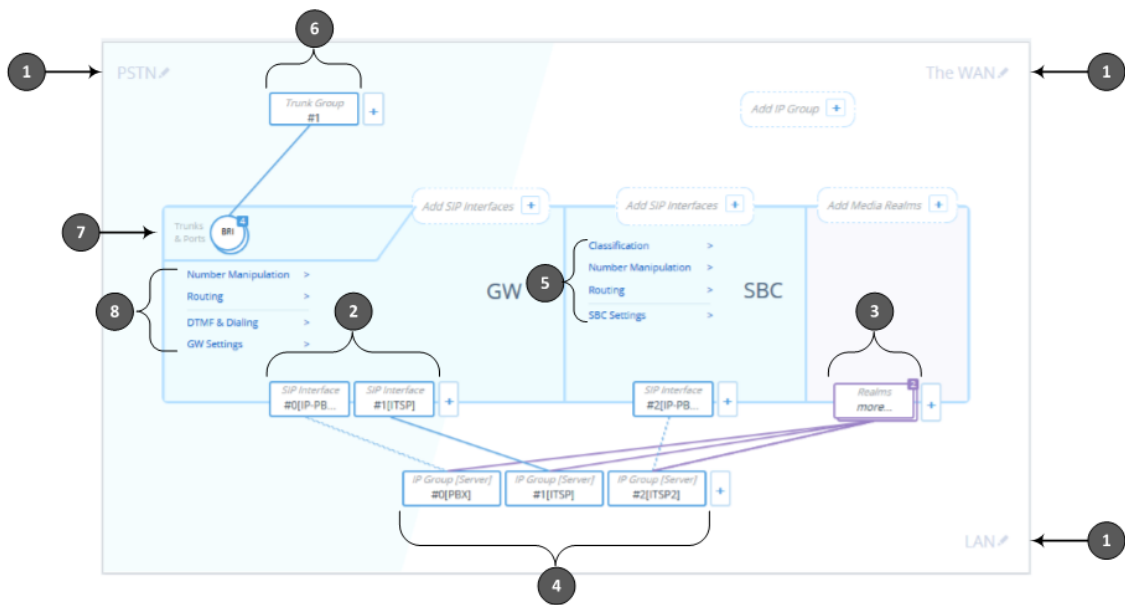 6
1
PSTN
The WAN
1
Trunk Group
#1
+
Add IP Group +
7
Trunks
& Ports
BRI
4
Add SIP Interfaces +
Add SIP Interfaces +
Add Media Realms +
8
Number Manipulation >
Routing >
DTMF & Dialing >
GW Settings >
GW
5
Classification >
Number Manipulation >
Routing >
SBC Settings >
SBC
2
3
SIP Interface
#0[IP-PB...
SIP Interface
#1[ITSP]
+
SIP Interface
#2[IP-PB...
+
Realms
more...
2
+
IP Group [Server]
#0[PBX]
IP Group [Server]
#1[ITSP]
IP Group [Server]
#2[ITSP2]
+
LAN
1
4